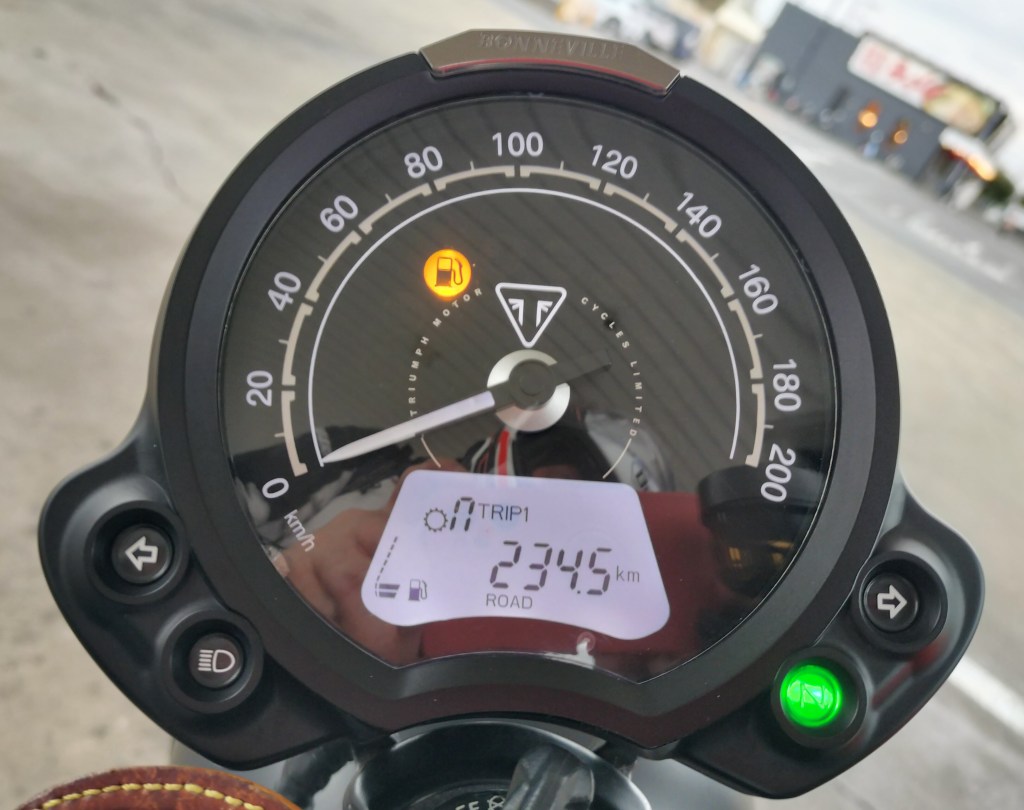 BONNEVILLE
0
20
40
60
80
100
120
140
160
180
200
km/h
TRIUMPH MOTOR CYCLES LIMITED
N TRIP1
234.5 km
ROAD
N